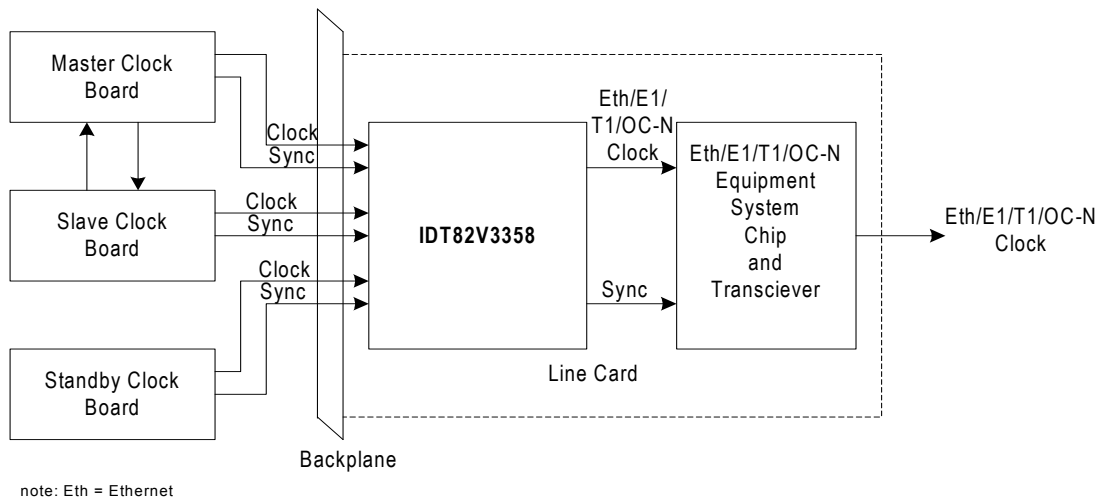 Master Clock
Board
Clock
Sync
Slave Clock
Board
Clock
Sync
Standby Clock
Board
Clock
Sync
IDT82V3358
Eth/E1/
T1/OC-N
Clock
Sync
Eth/E1/T1/OC-N
Equipment
System
Chip
and
Transciever
Eth/E1/T1/OC-N
Clock
Line Card
Backplane
note: Eth = Ethernet